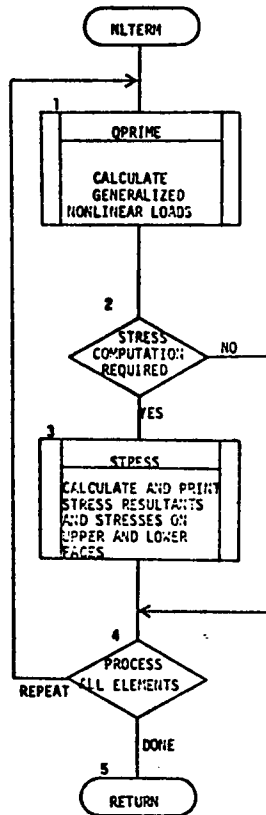 NLTERM
1
QPRIME
CALCULATE
GENERALIZED
NONLINEAR LOADS
2
STRESS
COMPUTATION
REQUIRED
NO
YES
3
STPESS
CALCULATE AND PRINT
STRESS RESULTANTS
AND STRESSES ON
UPPER AND LOWER
FACES
4
PROCESS
ALL ELEMENTS
REPEAT
DONE
5
RETURN